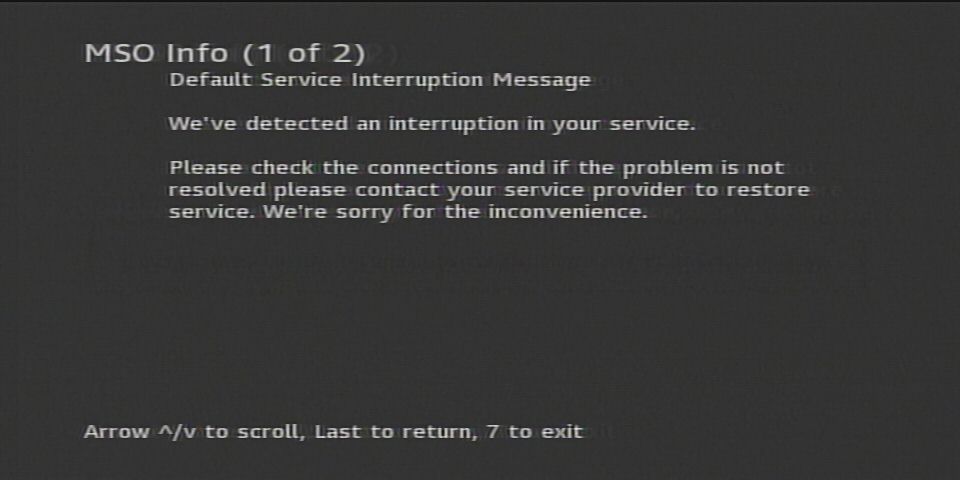 MSO Info (1 of 2)
Default Service Interruption Message
We've detected an interruption in your service.
Please check the connections and if the problem is not
resolved please contact your service provider to restore
service. We're sorry for the inconvenience.
Arrow ^/v to scroll, Last to return, 7 to exit